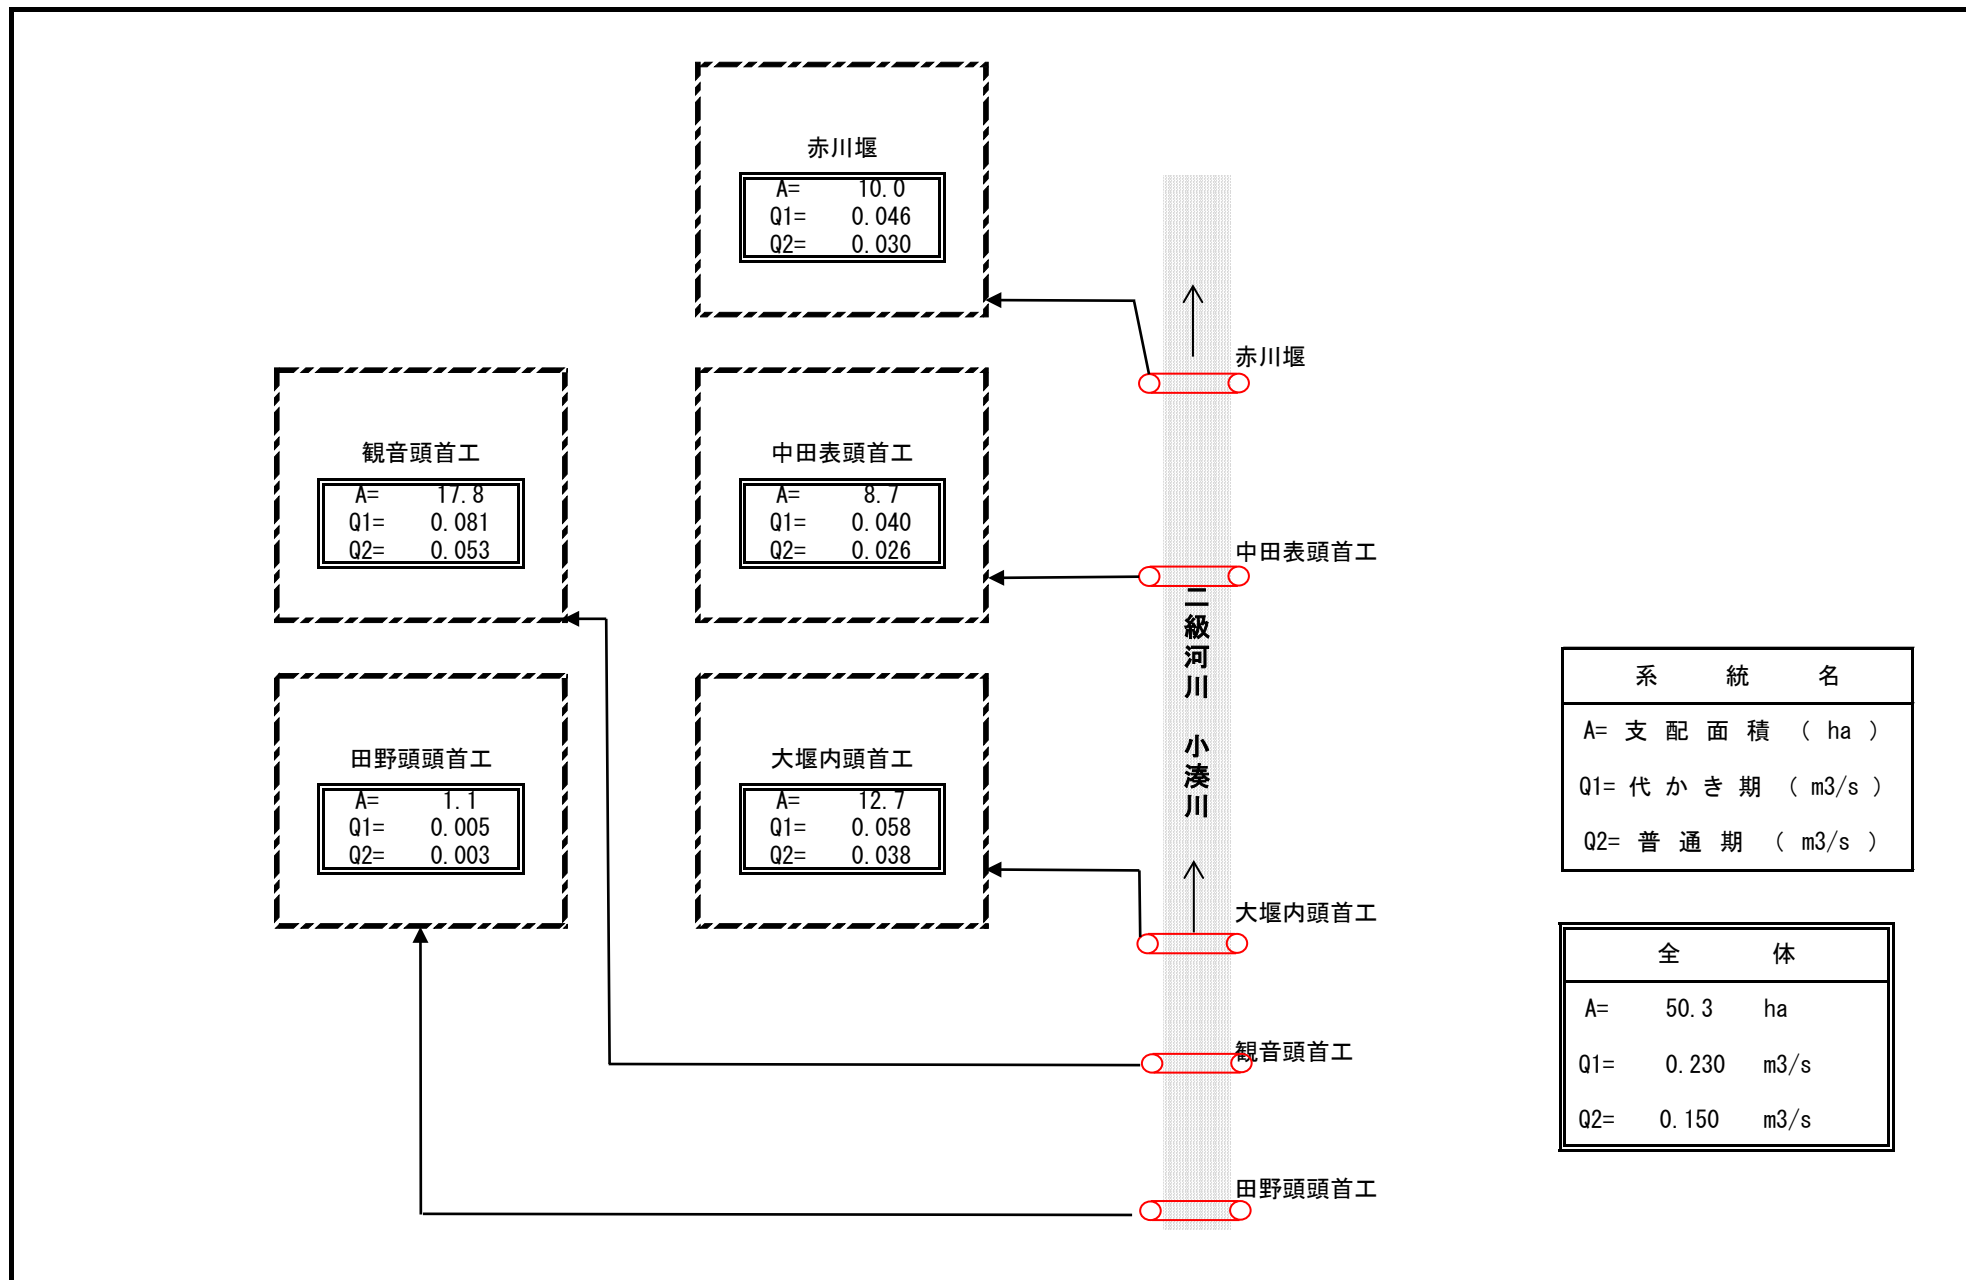 赤川堰
A= 10.0
Q1= 0.046
Q2= 0.030
観音頭首工
A= 17.8
Q1= 0.081
Q2= 0.053
中田表頭首工
A= 8.7
Q1= 0.040
Q2= 0.026
田野頭頭首工
A= 1.1
Q1= 0.005
Q2= 0.003
大堰内頭首工
A= 12.7
Q1= 0.058
Q2= 0.038
赤川堰
中田表頭首工
二級河川 小湊川
大堰内頭首工
観音頭首工
田野頭頭首工
系 統 名
A= 支 配 面 積 ( ha )
Q1= 代 か き 期 ( m3/s )
Q2= 普 通 期 ( m3/s )
全 体
A= 50.3 ha
Q1= 0.230 m3/s
Q2= 0.150 m3/s